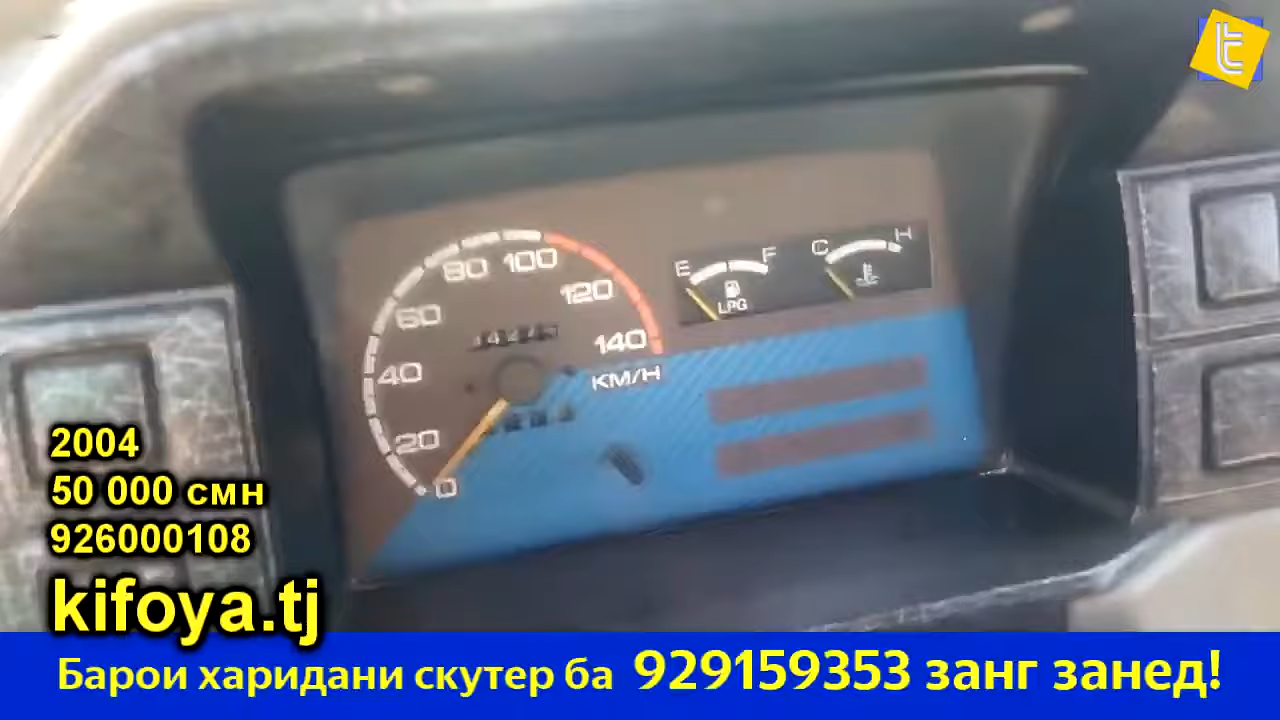 80 100
60
120
40
140
KM/H
20
0
E F
LPG
C H
2004
50 000 смн
926000108
kifoya.tj
Барои харидани скутер ба 929159353 занг занед!